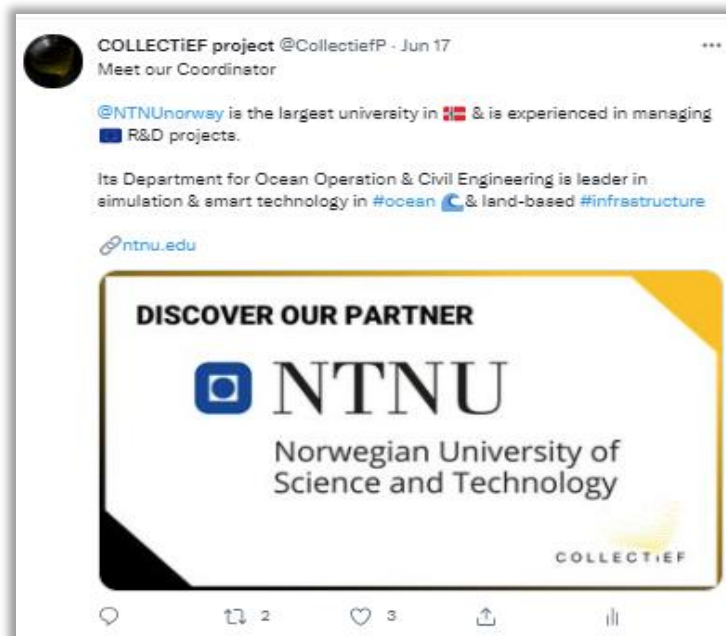 COLLECTiEF project @CollectiefP · Jun 17
Meet our Coordinator
@NTNUnorway is the largest university in 🇳🇴 & is experienced in managing
🇪🇺 R&D projects.
Its Department for Ocean Operation & Civil Engineering is leader in
simulation & smart technology in #ocean 🌊 & land-based #infrastructure
🔗ntnu.edu
DISCOVER OUR PARTNER
NTNU
Norwegian University of
Science and Technology
COLLECTiEF
2 3